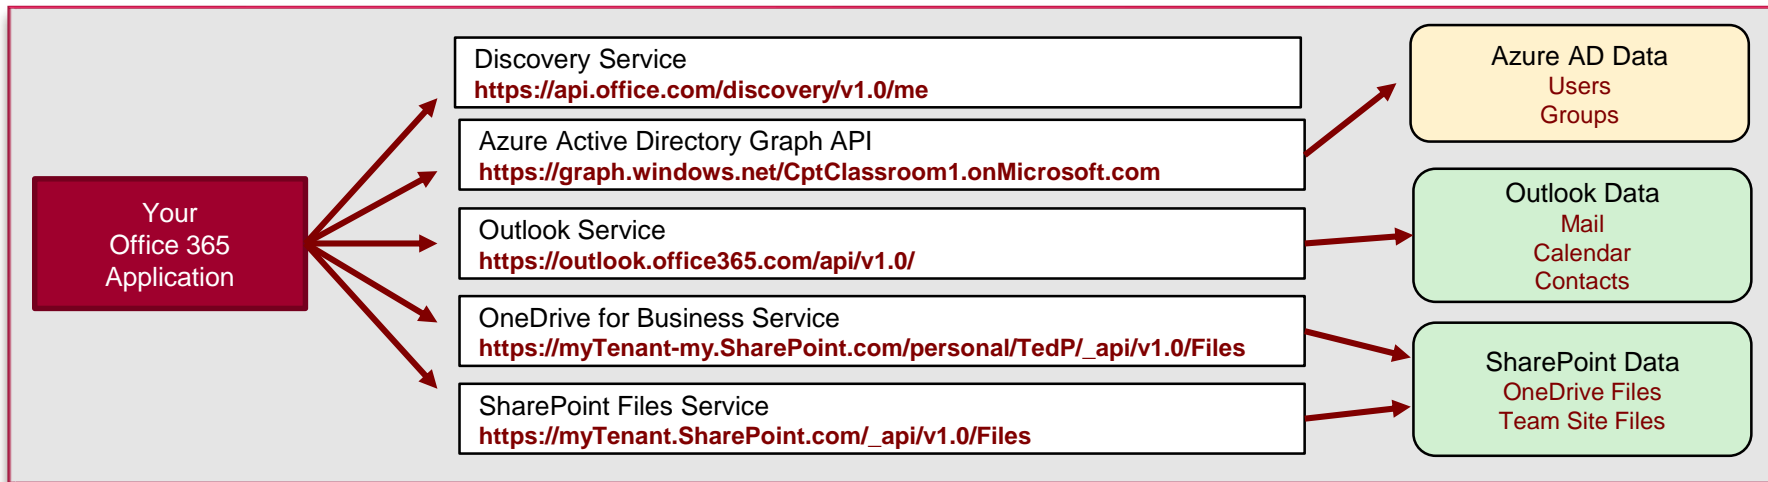 Your
Office 365
Application
Discovery Service
https://api.office.com/discovery/v1.0/me
Azure Active Directory Graph API
https://graph.windows.net/CptClassroom1.onMicrosoft.com
Outlook Service
https://outlook.office365.com/api/v1.0/
OneDrive for Business Service
https://myTenant-my.SharePoint.com/personal/TedP/_api/v1.0/Files
SharePoint Files Service
https://myTenant.SharePoint.com/_api/v1.0/Files
Azure AD Data
Users
Groups
Outlook Data
Mail
Calendar
Contacts
SharePoint Data
OneDrive Files
Team Site Files